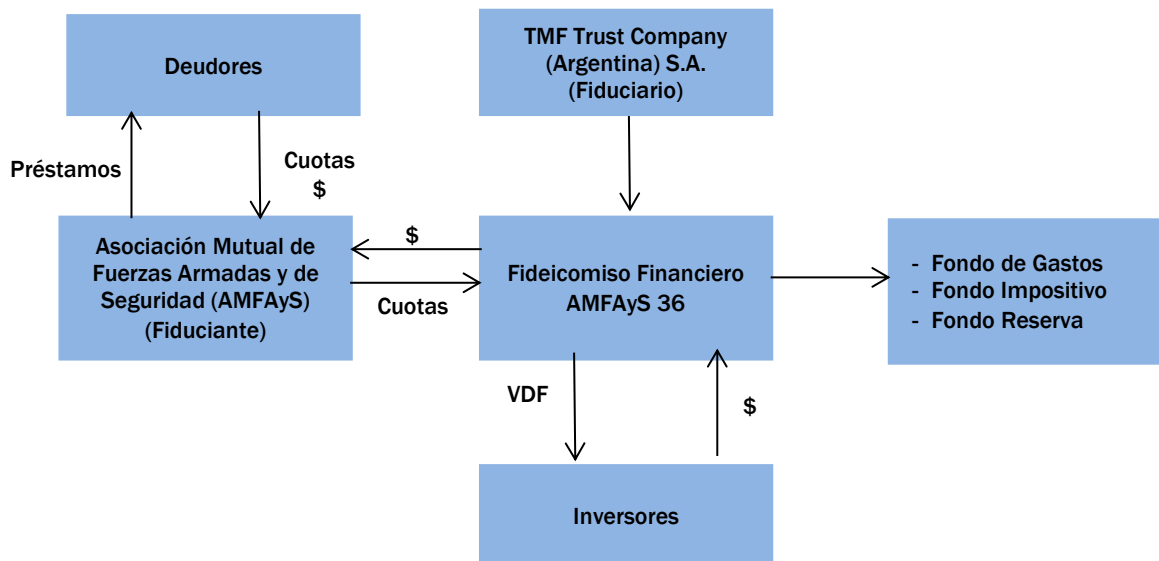 Deudores
TMF Trust Company
(Argentina) S.A.
(Fiduciario)
Préstamos
Cuotas
$
Asociación Mutual de
Fuerzas Armadas y de
Seguridad (AMFAyS)
(Fiduciante)
$
Cuotas
Fideicomiso Financiero
AMFAyS 36
- Fondo de Gastos
- Fondo Impositivo
- Fondo Reserva
VDF
$
Inversores